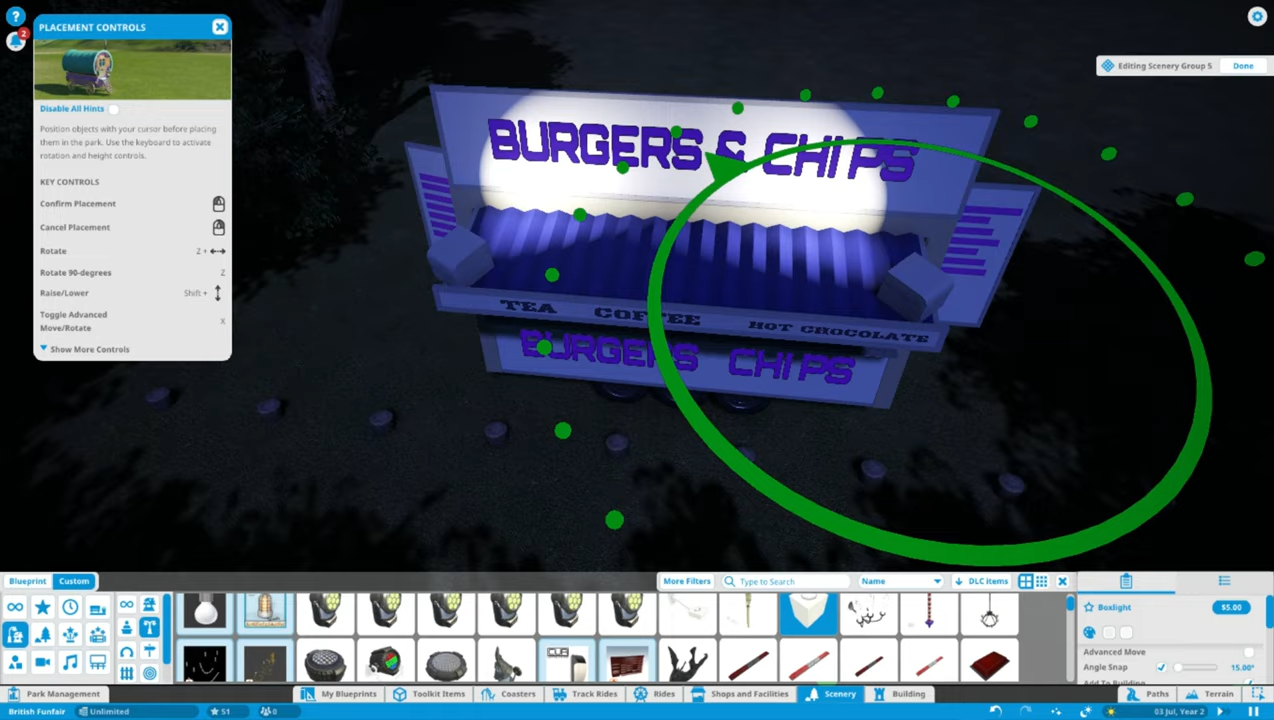 ?
2
PLACEMENT CONTROLS
Disable All Hints
Position objects with your cursor before placing
them in the park. Use the keyboard to activate
rotation and height controls.
KEY CONTROLS
Confirm Placement
Cancel Placement
Rotate Z +
Rotate 90-degrees Z
Raise/Lower Shift +
Toggle Advanced
Move/Rotate X
Show More Controls
Editing Scenery Group 5 Done
BURGERS & CHIPS
TEA COFFEE HOT CHOCOLATE
BURGERS CHIPS
Blueprint Custom
More Filters Type to Search Name DLC items
Boxlight $5.00
Advanced Move
Angle Snap 15.00°
Add To Building
Park Management My Blueprints Toolkit Items Coasters Track Rides Rides Shops and Facilities Scenery Building Paths Terrain
British Funfair Unlimited 51 0 03 Jul, Year 2